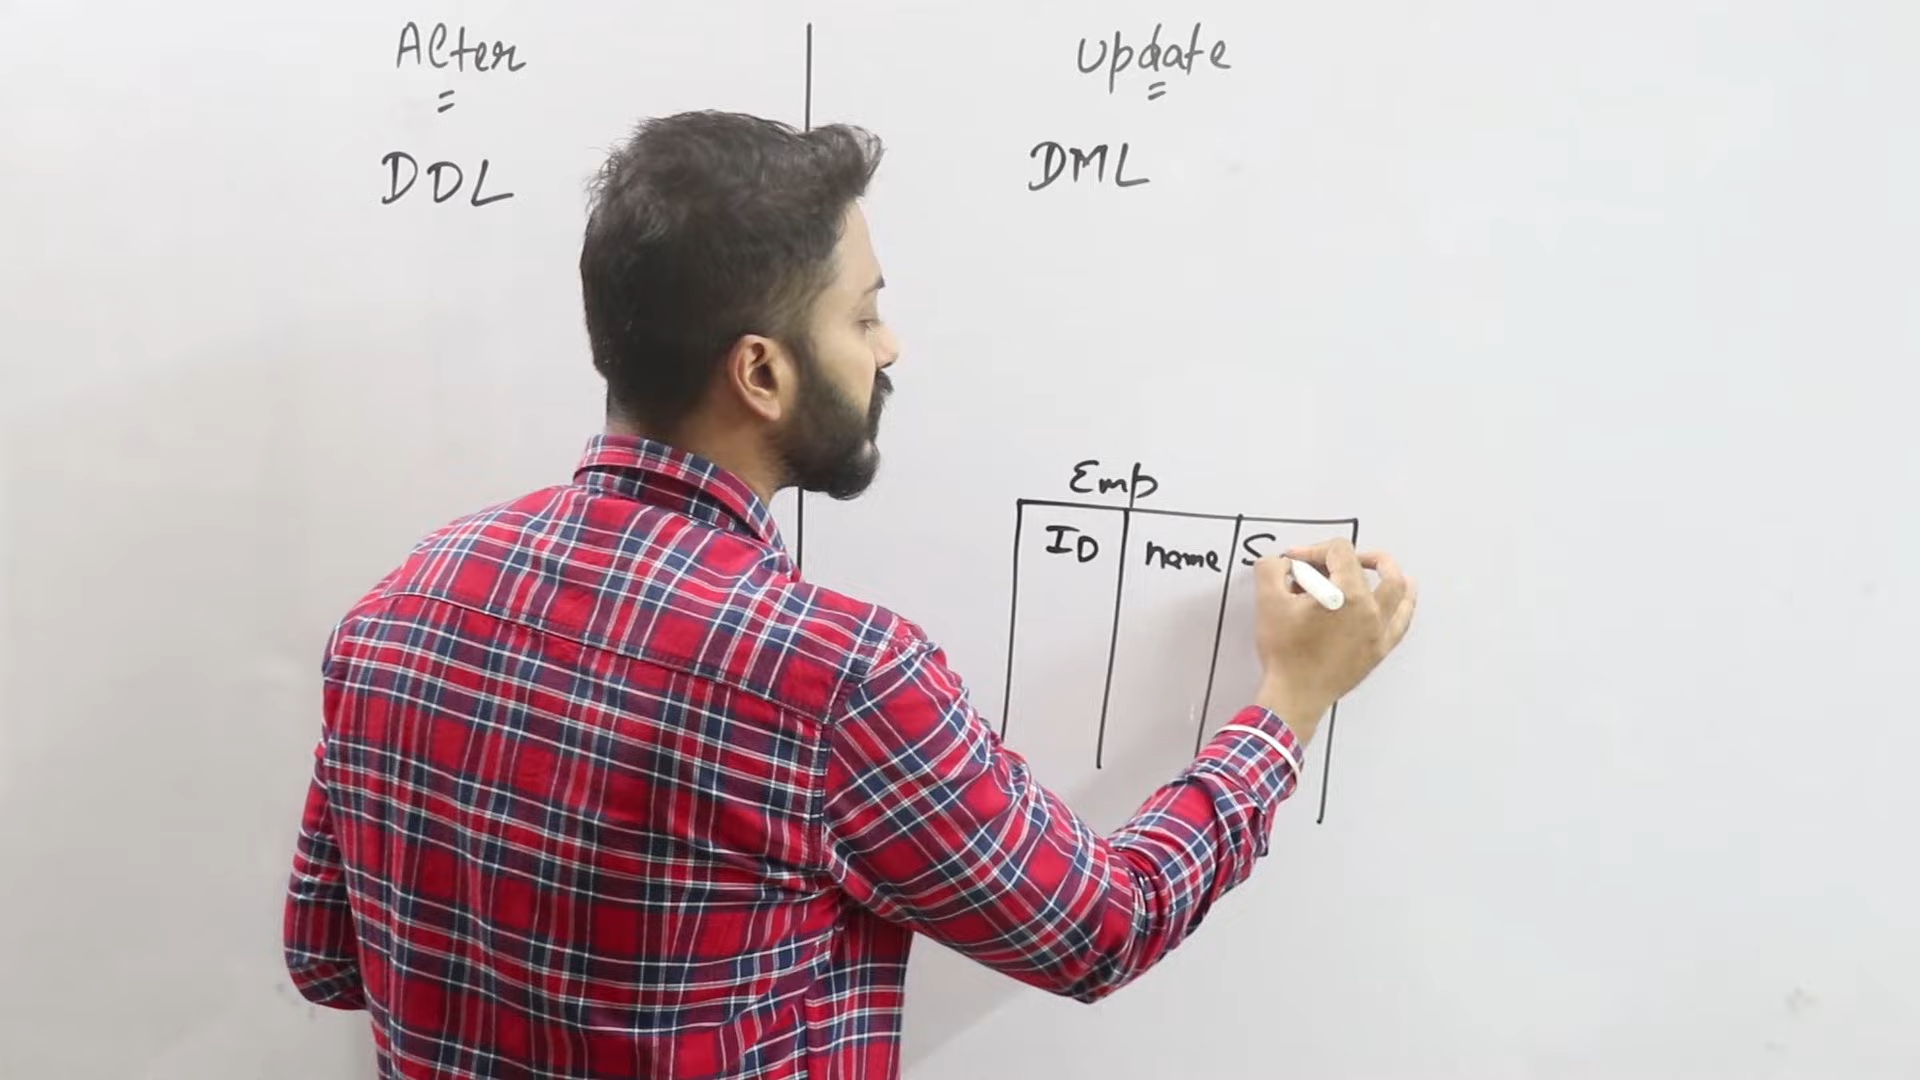 Alter
=
DDL
Update
=
DML
Emp
ID name S